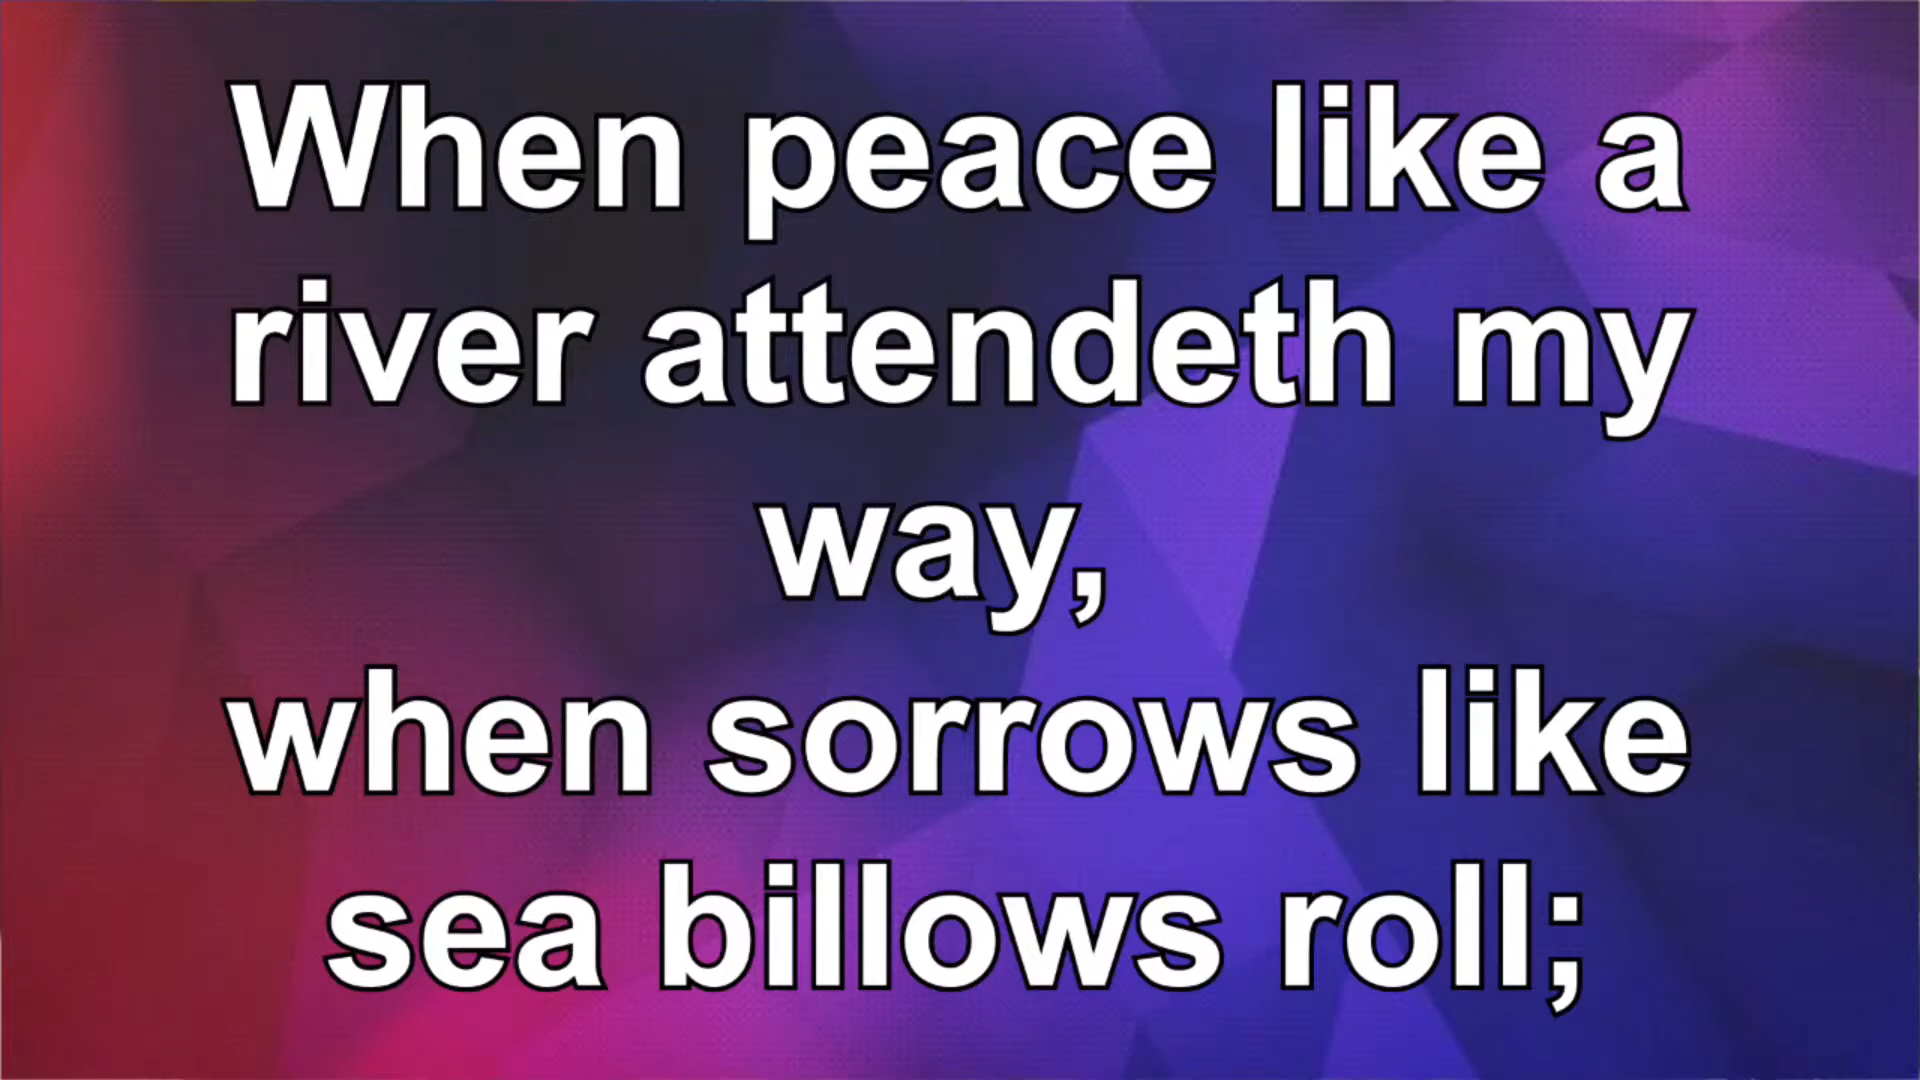 When peace like a
river attendeth my
way,
when sorrows like
sea billows roll;